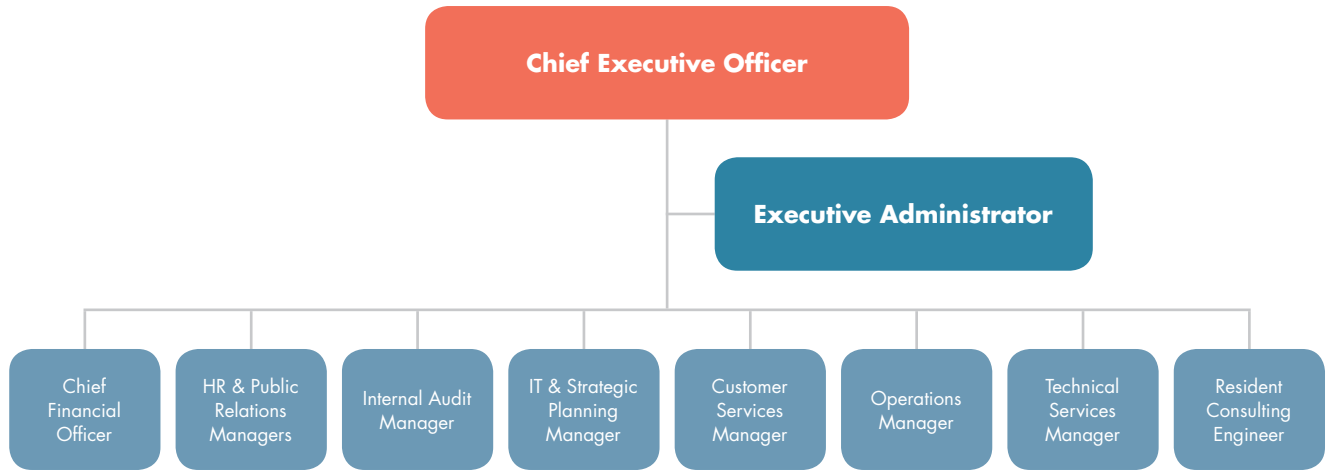 Chief Executive Officer
Executive Administrator
Chief
Financial
Officer
HR & Public
Relations
Managers
Internal Audit
Manager
IT & Strategic
Planning
Manager
Customer
Services
Manager
Operations
Manager
Technical
Services
Manager
Resident
Consulting
Engineer